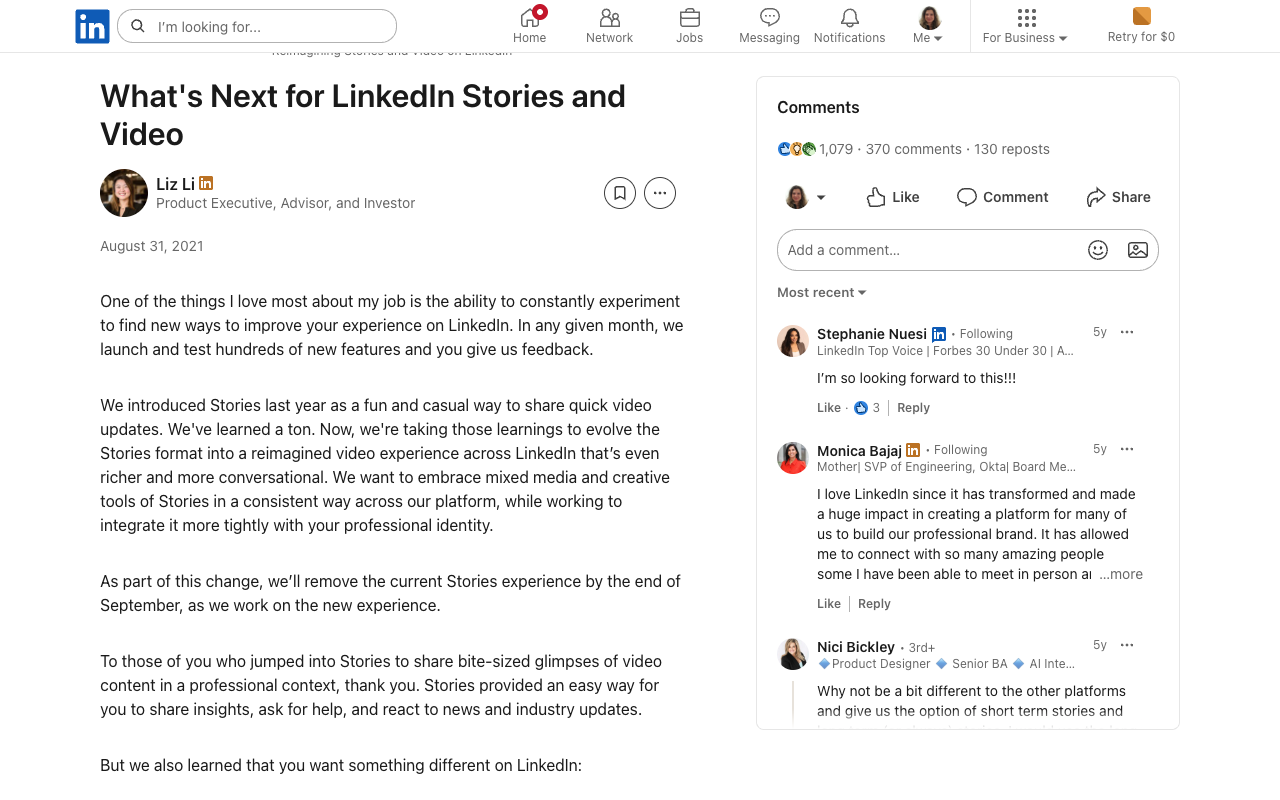 in
I'm looking for...
Home
Network
Jobs
Messaging
Notifications
Me
For Business
Retry for $0
Reimagining Stories and Video on LinkedIn
What's Next for LinkedIn Stories and
Video
Liz Li in
Product Executive, Advisor, and Investor
August 31, 2021
One of the things I love most about my job is the ability to constantly experiment
to find new ways to improve your experience on LinkedIn. In any given month, we
launch and test hundreds of new features and you give us feedback.
We introduced Stories last year as a fun and casual way to share quick video
updates. We've learned a ton. Now, we're taking those learnings to evolve the
Stories format into a reimagined video experience across LinkedIn that’s even
richer and more conversational. We want to embrace mixed media and creative
tools of Stories in a consistent way across our platform, while working to
integrate it more tightly with your professional identity.
As part of this change, we’ll remove the current Stories experience by the end of
September, as we work on the new experience.
To those of you who jumped into Stories to share bite-sized glimpses of video
content in a professional context, thank you. Stories provided an easy way for
you to share insights, ask for help, and react to news and industry updates.
But we also learned that you want something different on LinkedIn:
Comments
1,079 · 370 comments · 130 reposts
Like
Comment
Share
Add a comment…
Most recent
Stephanie Nuesi in • Following
5y
LinkedIn Top Voice | Forbes 30 Under 30 | A...
I’m so looking forward to this!!!
Like · 3 | Reply
Monica Bajaj in • Following
5y
Mother| SVP of Engineering, Okta| Board Me...
I love LinkedIn since it has transformed and made
a huge impact in creating a platform for many of
us to build our professional brand. It has allowed
me to connect with so many amazing people
some I have been able to meet in person …more
Like | Reply
Nici Bickley • 3rd+
5y
🔷Product Designer 🔷 Senior BA 🔷 AI Inte...
Why not be a bit different to the other platforms
and give us the option of short term stories and